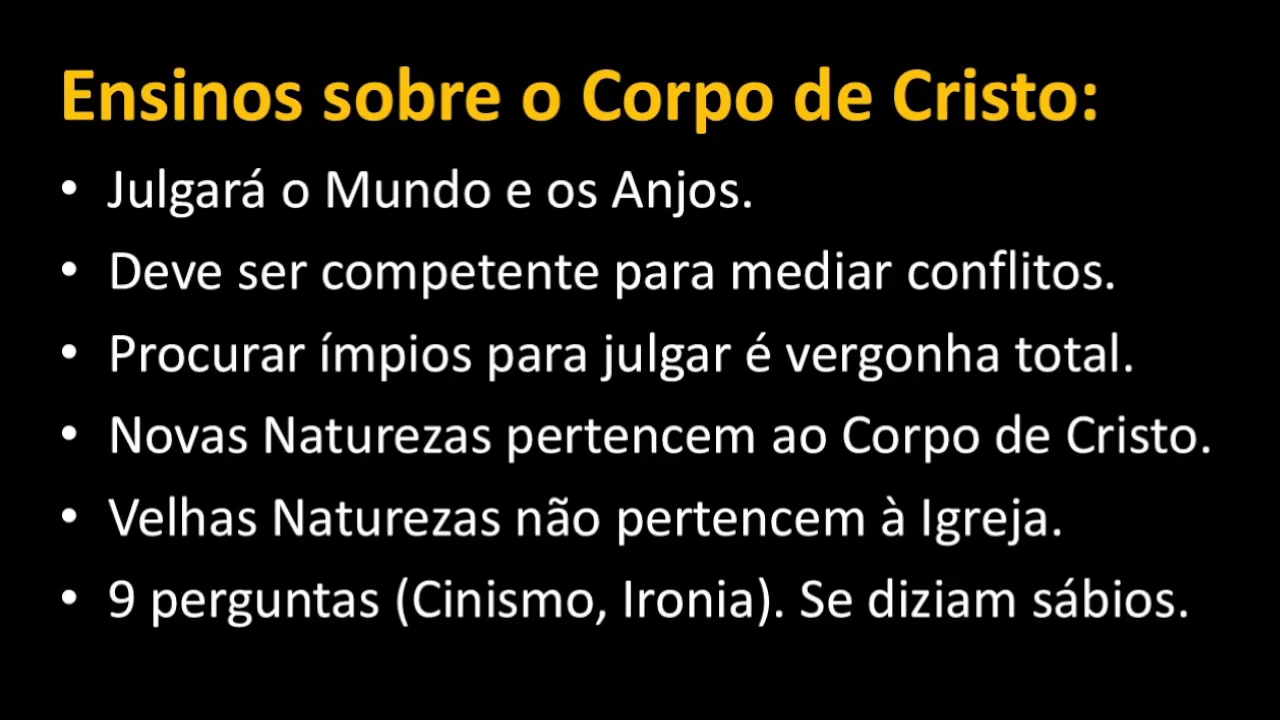 Ensinos sobre o Corpo de Cristo:
• Julgará o Mundo e os Anjos.
• Deve ser competente para mediar conflitos.
• Procurar ímpios para julgar é vergonha total.
• Novas Naturezas pertencem ao Corpo de Cristo.
• Velhas Naturezas não pertencem à Igreja.
• 9 perguntas (Cinismo, Ironia). Se diziam sábios.